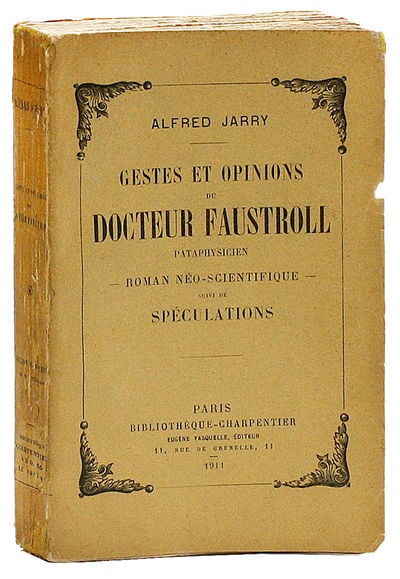 ALFRED JARRY
GESTES ET OPINIONS
DU
DOCTEUR FAUSTROLL
PATAPHYSICIEN
— ROMAN NÉO-SCIENTIFIQUE —
SUIVI DE
SPÉCULATIONS
PARIS
BIBLIOTHÈQUE-CHARPENTIER
EUGÈNE FASQUELLE, ÉDITEUR
11, RUE DE GRENELLE, 11
1911